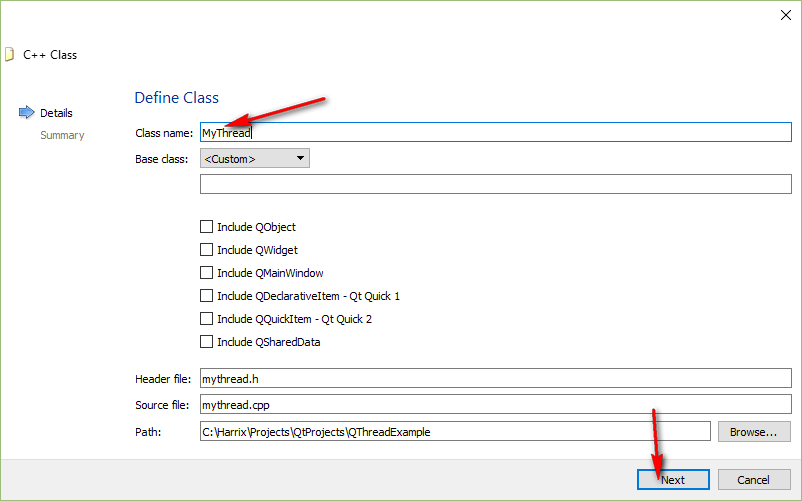 C++ Class
Define Class
Details
Summary
Class name: MyThread
Base class: <Custom>
Include QObject
Include QWidget
Include QMainWindow
Include QDeclarativeItem - Qt Quick 1
Include QQuickItem - Qt Quick 2
Include QSharedData
Header file: mythread.h
Source file: mythread.cpp
Path: C:\Harrix\Projects\QtProjects\QThreadExample Browse...
Next Cancel